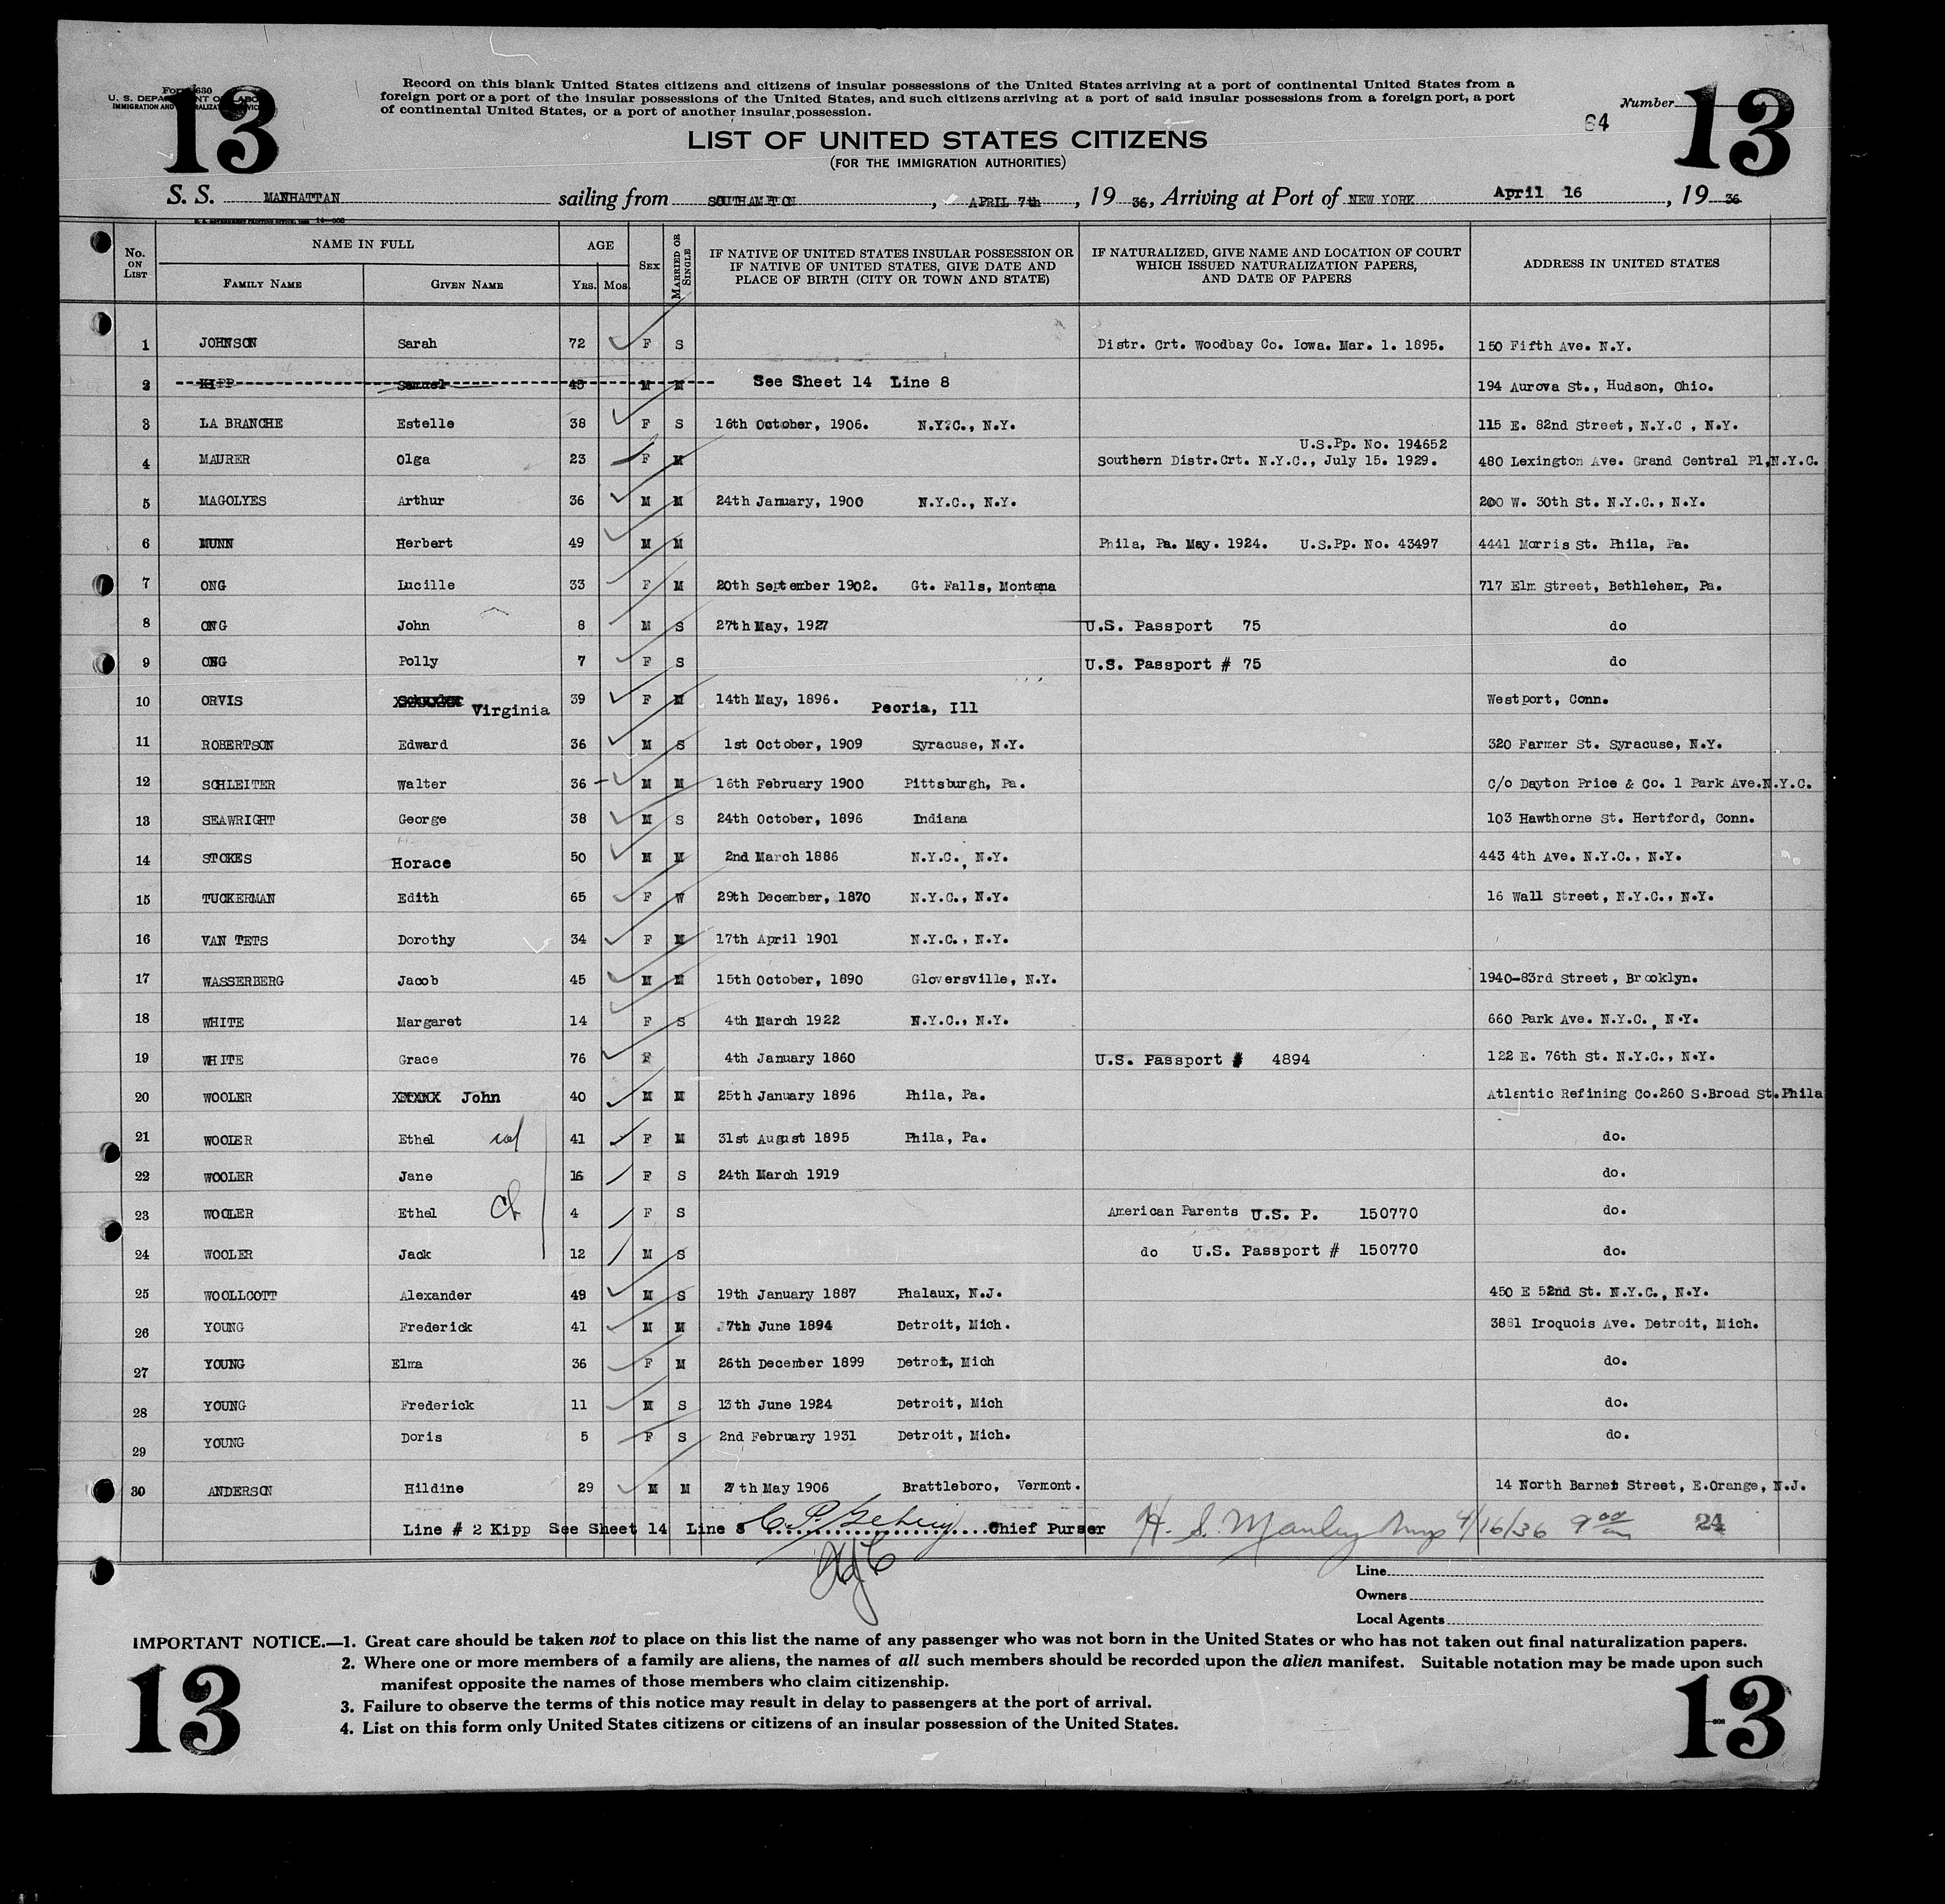 13
Form 630
U. S. DEPARTMENT OF LABOR
IMMIGRATION AND NATURALIZATION SERVICE
Record on this blank United States citizens and citizens of insular possessions of the United States arriving at a port of continental United States from a
foreign port or a port of the insular possessions of the United States, and such citizens arriving at a port of said insular possessions from a foreign port, a port
of continental United States, or a port of another insular possession.
Number
64
13
LIST OF UNITED STATES CITIZENS
(FOR THE IMMIGRATION AUTHORITIES)
S. S. MANHATTAN sailing from SOUTHAMPTON, APRIL 7th, 19 36, Arriving at Port of NEW YORK April 16, 19 36
No. ON LIST NAME IN FULL FAMILY NAME GIVEN NAME AGE YRS. MOS. SEX MARRIED OR SINGLE IF NATIVE OF UNITED STATES INSULAR POSSESSION OR IF NATIVE OF UNITED STATES, GIVE DATE AND PLACE OF BIRTH (CITY OR TOWN AND STATE) IF NATURALIZED, GIVE NAME AND LOCATION OF COURT WHICH ISSUED NATURALIZATION PAPERS, AND DATE OF PAPERS ADDRESS IN UNITED STATES
1 JOHNSON Sarah 72 F S Distr. Crt. Woodbay Co. Iowa. Mar. 1. 1895. 150 Fifth Ave. N.Y.
2 KIPP Samuel 43 M M See Sheet 14 Line 8 194 Aurova St., Hudson, Ohio.
3 LA BRANCHE Estelle 38 F S 16th October, 1906. N.Y.C., N.Y. 115 E. 82nd Street, N.Y.C , N.Y.
U.S.Pp. No. 194652
4 MAURER Olga 23 F M Southern Distr.Crt. N.Y.C., July 15. 1929. 480 Lexington Ave. Grand Central Pl,N.Y.C.
5 MAGOLYES Arthur 36 M M 24th January, 1900 N.Y.C., N.Y. 200 W. 30th St. N.Y.C., N.Y.
6 MUNN Herbert 49 M M Phila, Pa. May. 1924. U.S.Pp. No. 43497 4441 Morris St. Phila, Pa.
7 ONG Lucille 33 F M 20th September 1902. Gt. Falls, Montana 717 Elm Street, Bethlehem, Pa.
8 ONG John 8 M S 27th May, 1927 U.S. Passport 75 do
9 ONG Polly 7 F S U.S. Passport # 75 do
10 ORVIS Virginia 39 F M 14th May, 1896. Peoria, Ill Westport, Conn.
11 ROBERTSON Edward 36 M S 1st October, 1909 Syracuse, N.Y. 320 Farmer St. Syracuse, N.Y.
12 SCHLEITER Walter 36 M M 16th February 1900 Pittsburgh, Pa. C/o Dayton Price & Co. 1 Park Ave.N.Y.C.
13 SEAWRIGHT George 38 M S 24th October, 1896 Indiana 103 Hawthorne St. Hertford, Conn.
14 STOKES Horace 50 M M 2nd March 1886 N.Y.C., N.Y. 443 4th Ave. N.Y.C., N.Y.
15 TUCKERMAN Edith 65 F W 29th December, 1870 N.Y.C., N.Y. 16 Wall Street, N.Y.C., N.Y.
16 VAN TETS Dorothy 34 F M 17th April 1901 N.Y.C., N.Y.
17 WASSERBERG Jacob 45 M M 15th October, 1890 Gloversville, N.Y. 1940-83rd Street, Brooklyn.
18 WHITE Margaret 14 F S 4th March 1922 N.Y.C., N.Y. 660 Park Ave. N.Y.C., N.Y.
19 WHITE Grace 76 F 4th January 1860 U.S. Passport # 4894 122 E. 76th St. N.Y.C., N.Y.
20 WOOLER John 40 M M 25th January 1896 Phila, Pa. Atlantic Refining Co.260 S.Broad St.Phila
21 WOOLER Ethel 41 F M 31st August 1895 Phila, Pa. do.
22 WOOLER Jane 16 F S 24th March 1919 do.
23 WOOLER Ethel 4 F S American Parents U.S. P. 150770 do.
24 WOOLER Jack 12 M S do U.S. Passport # 150770 do.
25 WOOLLCOTT Alexander 49 M S 19th January 1887 Phalaux, N.J. 450 E 52nd St. N.Y.C., N.Y.
26 YOUNG Frederick 41 M M 7th June 1894 Detroit, Mich. 3881 Iroquois Ave. Detroit, Mich.
27 YOUNG Elma 36 F M 26th December 1899 Detroit, Mich do.
28 YOUNG Frederick 11 M S 13th June 1924 Detroit, Mich do.
29 YOUNG Doris 5 F S 2nd February 1931 Detroit, Mich. do.
30 ANDERSON Hildine 29 M M 27th May 1906 Brattleboro, Vermont. 14 North Barnet Street, E.Orange, N.J.
Line # 2 Kipp See Sheet 14 Line 8 Chief Purser H. S. Manley 4/16/36 9 00 am 24
Line
Owners
Local Agents
IMPORTANT NOTICE.—1. Great care should be taken not to place on this list the name of any passenger who was not born in the United States or who has not taken out final naturalization papers.
2. Where one or more members of a family are aliens, the names of all such members should be recorded upon the alien manifest. Suitable notation may be made upon such
manifest opposite the names of those members who claim citizenship.
3. Failure to observe the terms of this notice may result in delay to passengers at the port of arrival.
4. List on this form only United States citizens or citizens of an insular possession of the United States.
13
13